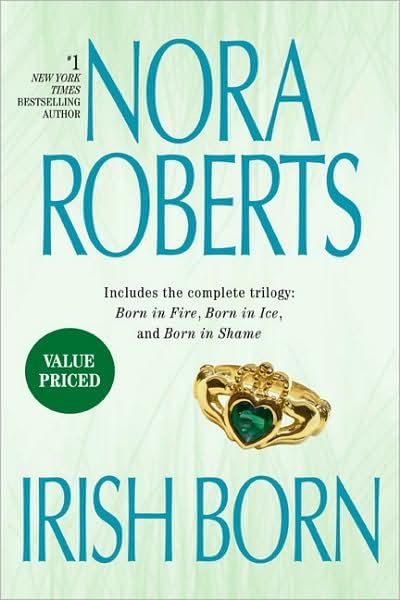 #1
NEW YORK
TIMES
BESTSELLING
AUTHOR
NORA
ROBERTS
Includes the complete trilogy:
Born in Fire, Born in Ice,
and Born in Shame
VALUE
PRICED
IRISH BORN